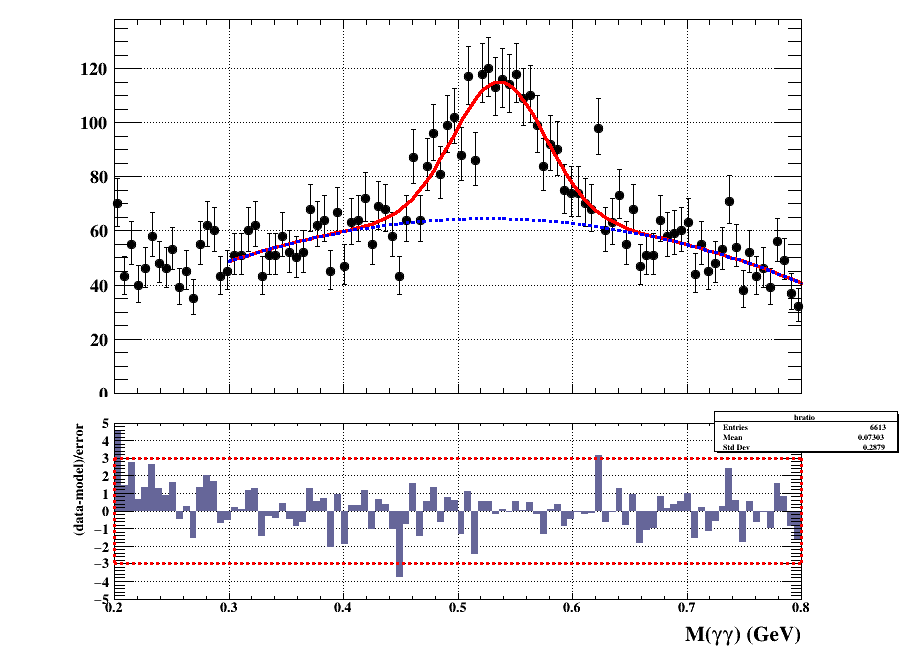 120
100
80
60
40
20
0
hratio
Entries 6613
Mean 0.07303
Std Dev 0.2879
(data-model)/error
5
4
3
2
1
0
−1
−2
−3
−4
−5
0.2 0.3 0.4 0.5 0.6 0.7 0.8
M(γγ) (GeV)